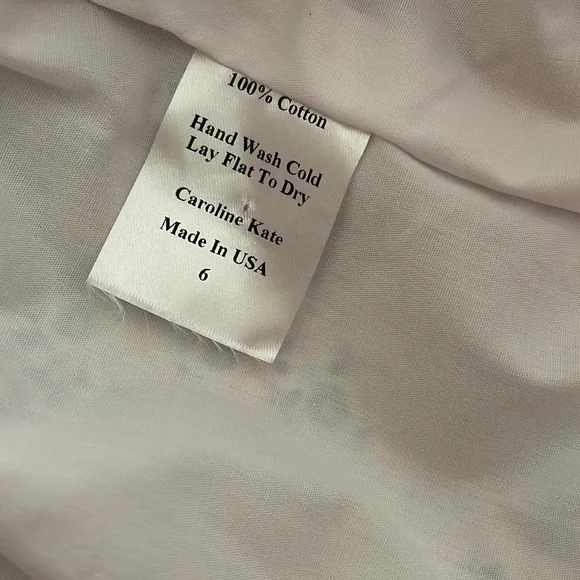 100% Cotton
Hand Wash Cold
Lay Flat To Dry
Caroline Kate
Made In USA
6